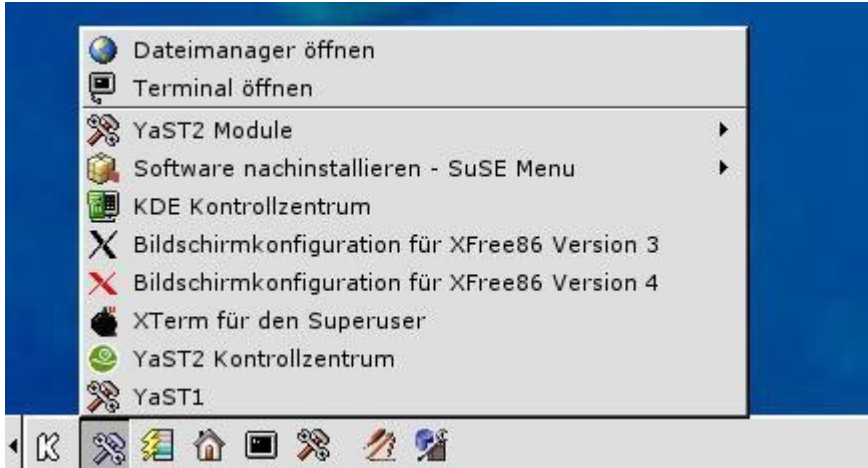 Dateimanager öffnen
Terminal öffnen
YaST2 Module
Software nachinstallieren - SuSE Menu
KDE Kontrollzentrum
Bildschirmkonfiguration für XFree86 Version 3
Bildschirmkonfiguration für XFree86 Version 4
XTerm für den Superuser
YaST2 Kontrollzentrum
YaST1